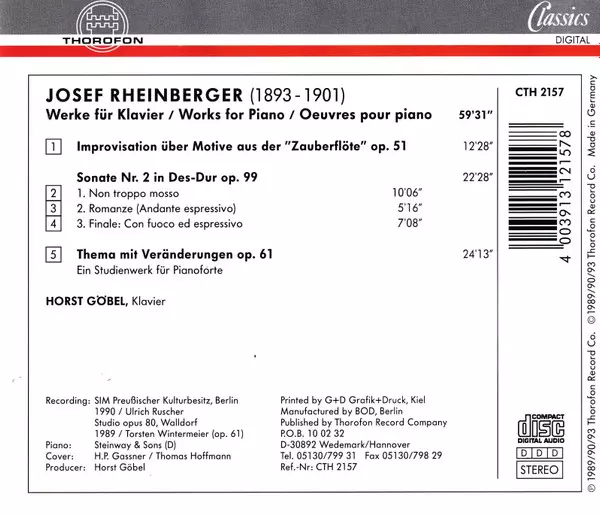 THOROFON
Classics
DIGITAL
JOSEF RHEINBERGER (1893 - 1901)
Werke für Klavier / Works for Piano / Oeuvres pour piano 59'31"
1 Improvisation über Motive aus der "Zauberflöte" op. 51 12'28"
Sonate Nr. 2 in Des-Dur op. 99 22'28"
2 1. Non troppo mosso 10'06"
3 2. Romanze (Andante espressivo) 5'16"
4 3. Finale: Con fuoco ed espressivo 7'08"
5 Thema mit Veränderungen op. 61 24'13"
Ein Studienwerk für Pianoforte
HORST GÖBEL, Klavier
Recording: SIM Preußischer Kulturbesitz, Berlin
1990 / Ulrich Ruscher
Studio opus 80, Walldorf
1989 / Torsten Wintermeier (op. 61)
Piano: Steinway & Sons (D)
Cover: H.P. Gassner / Thomas Hoffmann
Producer: Horst Göbel
Printed by G+D Grafik+Druck, Kiel
Manufactured by BOD, Berlin
Published by Thorofon Record Company
P.O.B. 10 02 32
D-30892 Wedemark/Hannover
Tel. 05130/799 31 Fax 05130/798 29
Ref.-Nr: CTH 2157
CTH 2157
4 003913 121578
COMPACT
disc
DIGITAL AUDIO
D D D
STEREO
℗ 1989/90/93 Thorofon Record Co. © 1989/90/93 Thorofon Record Co. Made in Germany